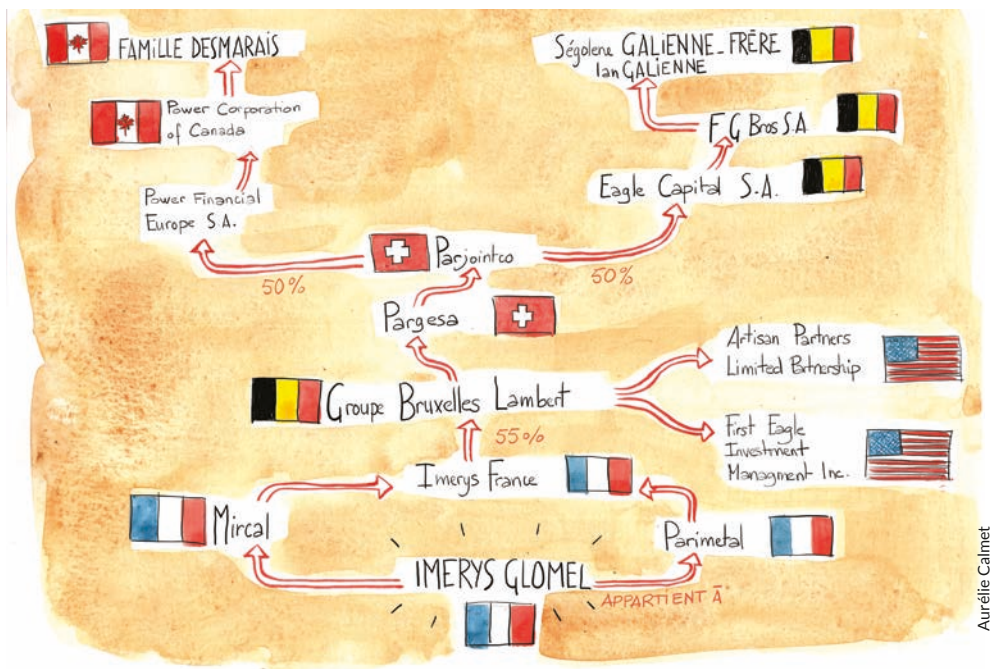 FAMILLE DESMARAIS
Power Corporation
of Canada
Power Financial
Europe S.A.
Ségolene GALIENNE_FRÈRE
Ian GALIENNE
F G Bros S.A
Eagle Capital S.A.
Parjointco
50%
50%
Pargesa
Groupe Bruxelles Lambert
Artisan Partners
Limited Partnership
First Eagle
Investment
Managment Inc.
55%
Imerys France
Mircal
Parimetal
IMERYS GLOMEL
APPARTIENT À
Aurélie Calmet